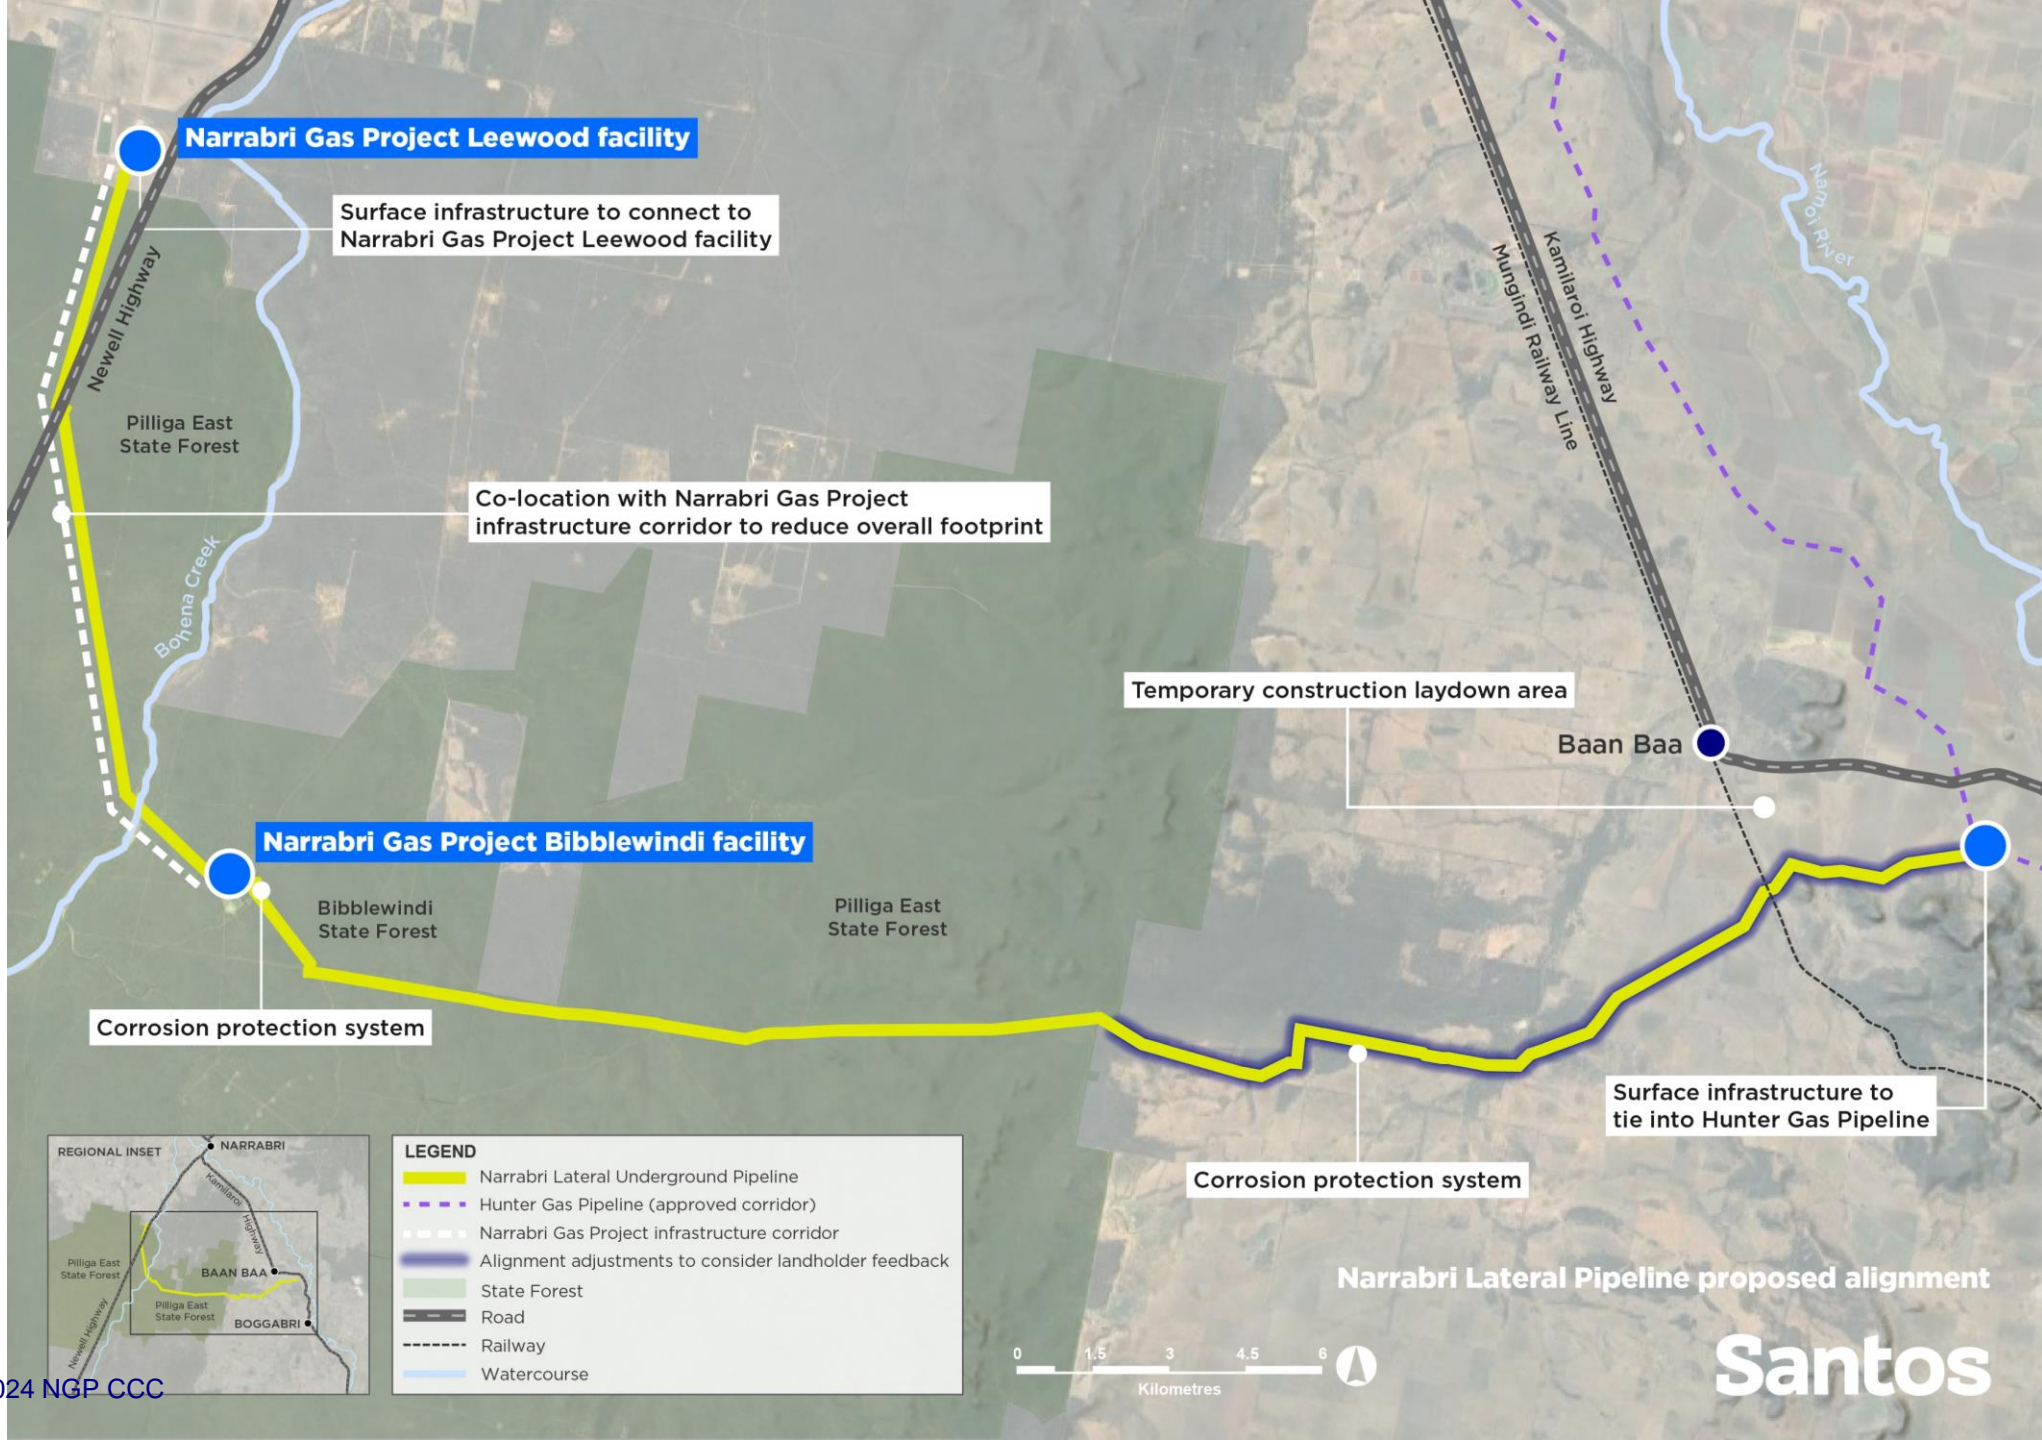 Narrabri Gas Project Leewood facility
Surface infrastructure to connect to
Narrabri Gas Project Leewood facility
Newell Highway
Pilliga East
State Forest
Co-location with Narrabri Gas Project
infrastructure corridor to reduce overall footprint
Bohena Creek
Namoi River
Kamilaroi Highway
Mungindi Railway Line
Temporary construction laydown area
Baan Baa
Narrabri Gas Project Bibblewindi facility
Bibblewindi
State Forest
Pilliga East
State Forest
Corrosion protection system
Surface infrastructure to
tie into Hunter Gas Pipeline
Corrosion protection system
REGIONAL INSET
NARRABRI
Kamilaroi
Highway
Pilliga East
State Forest
BAAN BAA
Pilliga East
State Forest
BOGGABRI
Newell Highway
LEGEND
Narrabri Lateral Underground Pipeline
Hunter Gas Pipeline (approved corridor)
Narrabri Gas Project infrastructure corridor
Alignment adjustments to consider landholder feedback
State Forest
Road
Railway
Watercourse
0 1.5 3 4.5 6
Kilometres
Narrabri Lateral Pipeline proposed alignment
Santos
024 NGP CCC